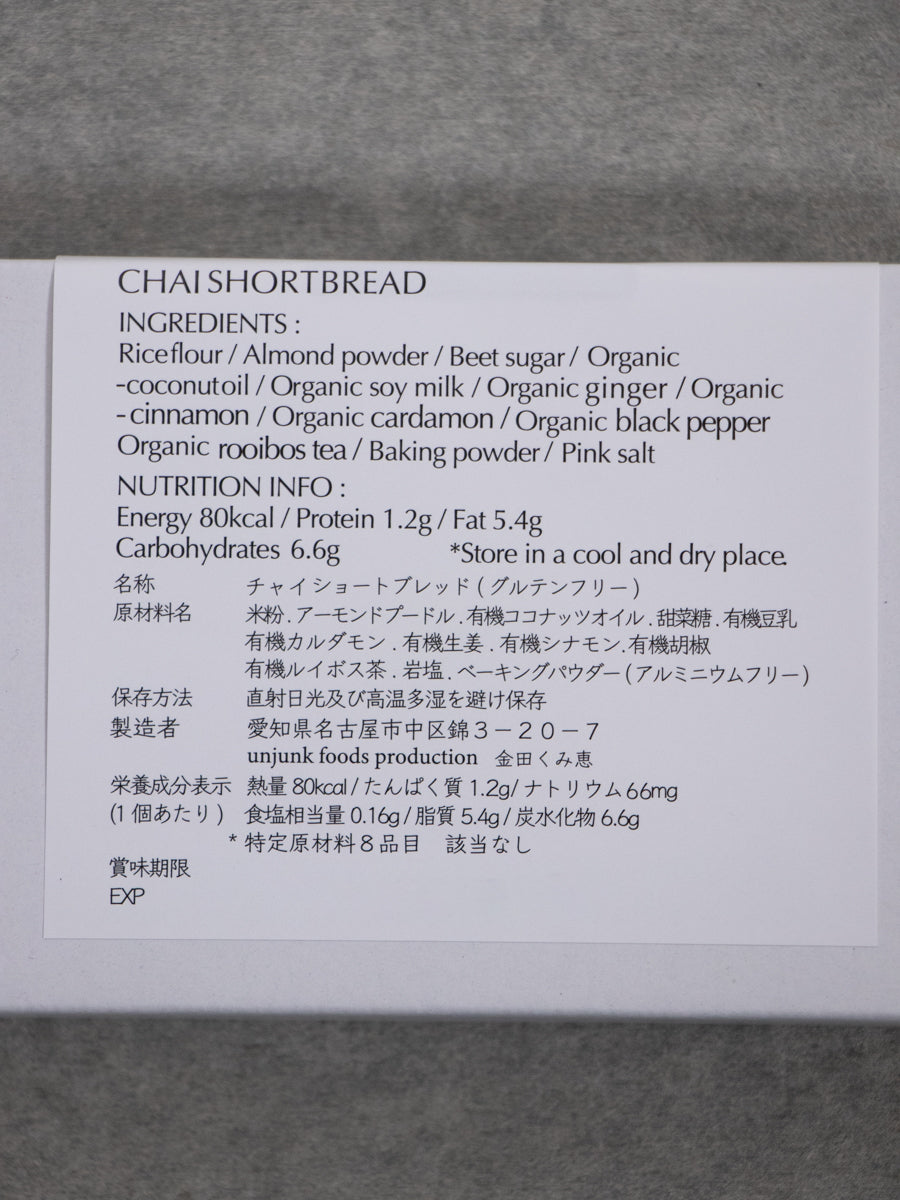 CHAI SHORTBREAD
INGREDIENTS :
Rice flour / Almond powder / Beet sugar / Organic
-coconut oil / Organic soy milk / Organic ginger / Organic
-cinnamon / Organic cardamon / Organic black pepper
Organic rooibos tea / Baking powder / Pink salt
NUTRITION INFO :
Energy 80kcal / Protein 1.2g / Fat 5.4g
Carbohydrates 6.6g *Store in a cool and dry place.
名称 チャイショートブレッド ( グルテンフリー )
原材料名 米粉 . アーモンドプードル . 有機ココナッツオイル . 甜菜糖 . 有機豆乳
有機カルダモン . 有機生姜 . 有機シナモン. 有機胡椒
有機ルイボス茶 . 岩塩 . ベーキングパウダー ( アルミニウムフリー )
保存方法 直射日光及び高温多湿を避け保存
製造者 愛知県名古屋市中区錦３－２０－７
unjunk foods production 金田くみ恵
栄養成分表示 熱量 80kcal / たんぱく質 1.2g/ ナトリウム 66mg
(1 個あたり ) 食塩相当量 0.16g / 脂質 5.4g / 炭水化物 6.6g
* 特定原材料８品目 該当なし
賞味期限
EXP